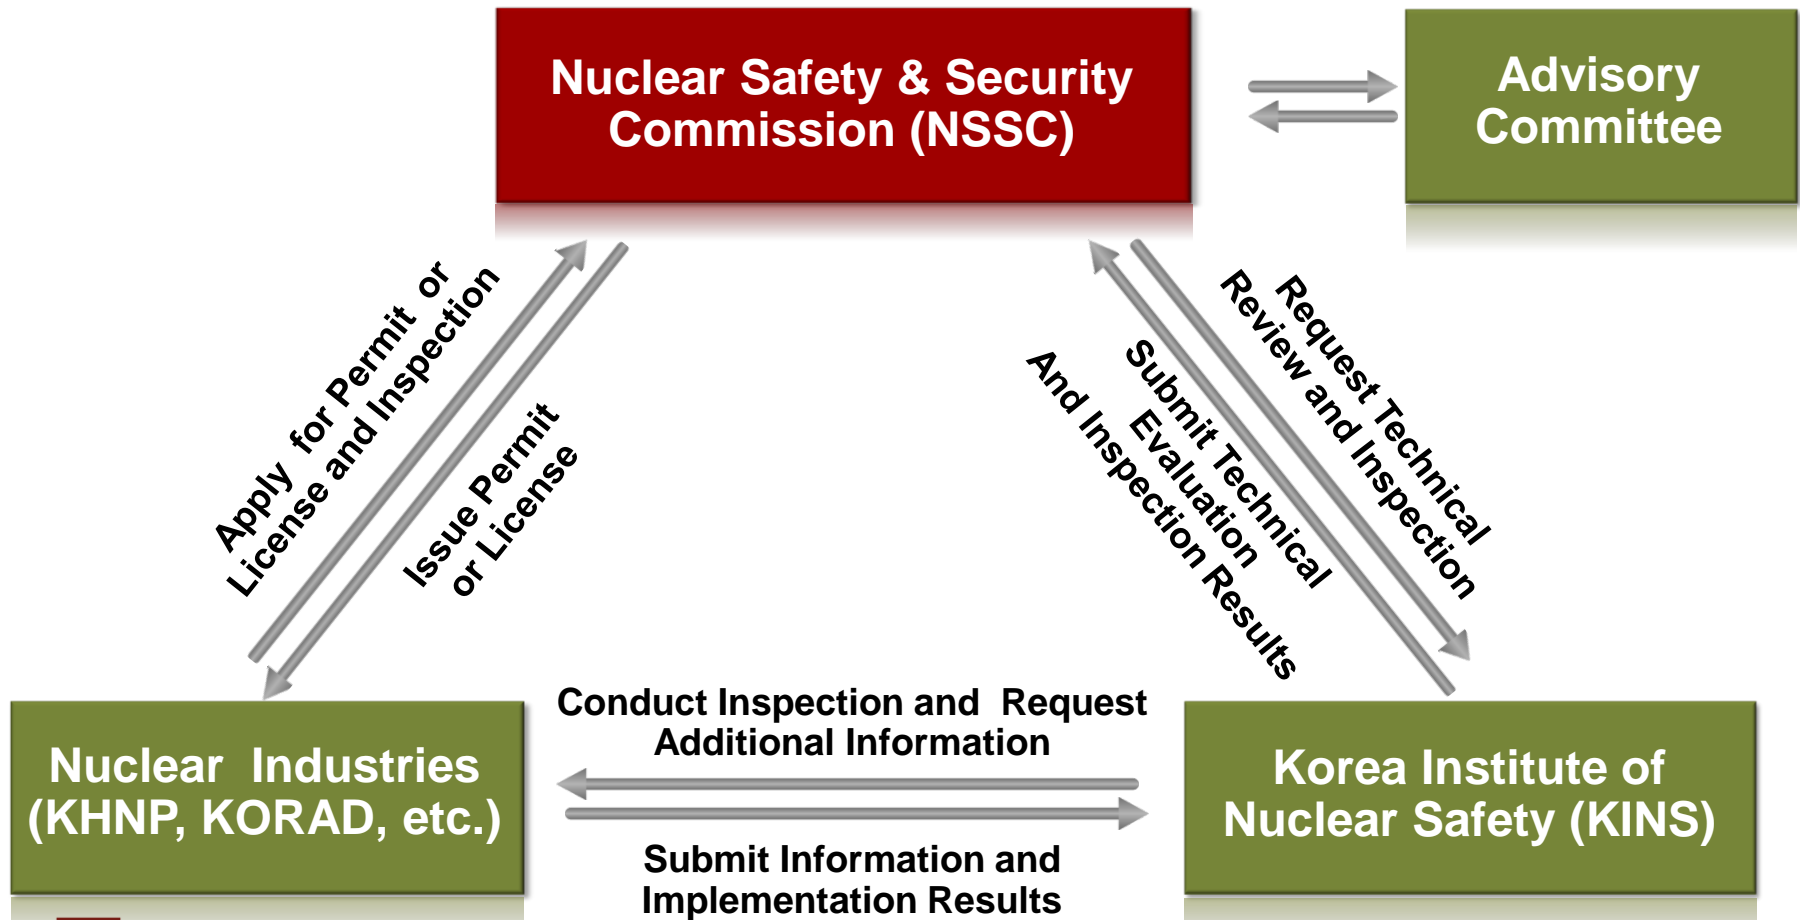 Nuclear Safety & Security
Commission (NSSC)
Advisory
Committee
Apply for Permit or
License and Inspection
Issue Permit
or License
Request Technical
Review and Inspection
Submit Technical
Evaluation
And Inspection Results
Conduct Inspection and Request
Additional Information
Nuclear Industries
(KHNP, KORAD, etc.)
Korea Institute of
Nuclear Safety (KINS)
Submit Information and
Implementation Results